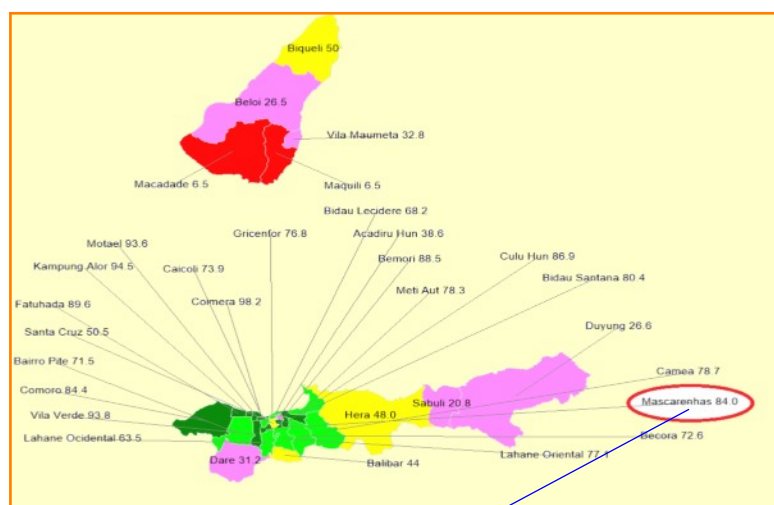 Biqueli 50
Beloi 26.5
Vila Maumeta 32.8
Macadade 6.5
Maquili 6.5
Bidau Lecidere 68.2
Gricenfor 76.8
Acadiru Hun 38.6
Motael 93.6
Bemori 88.5
Culu Hun 86.9
Kampung Alor 94.5
Caicoli 73.9
Bidau Santana 80.4
Meti Aut 78.3
Fatuhada 89.6
Coimera 98.2
Santa Cruz 50.5
Duyung 26.6
Bairro Pite 71.5
Camea 78.7
Comoro 84.4
Sabuli 20.8
Mascarenhas 84.0
Vila Verde 93.8
Hera 48.0
Lahane Ocidental 63.5
Becora 72.6
Lahane Oriental 77.1
Dare 31.2
Balibar 44